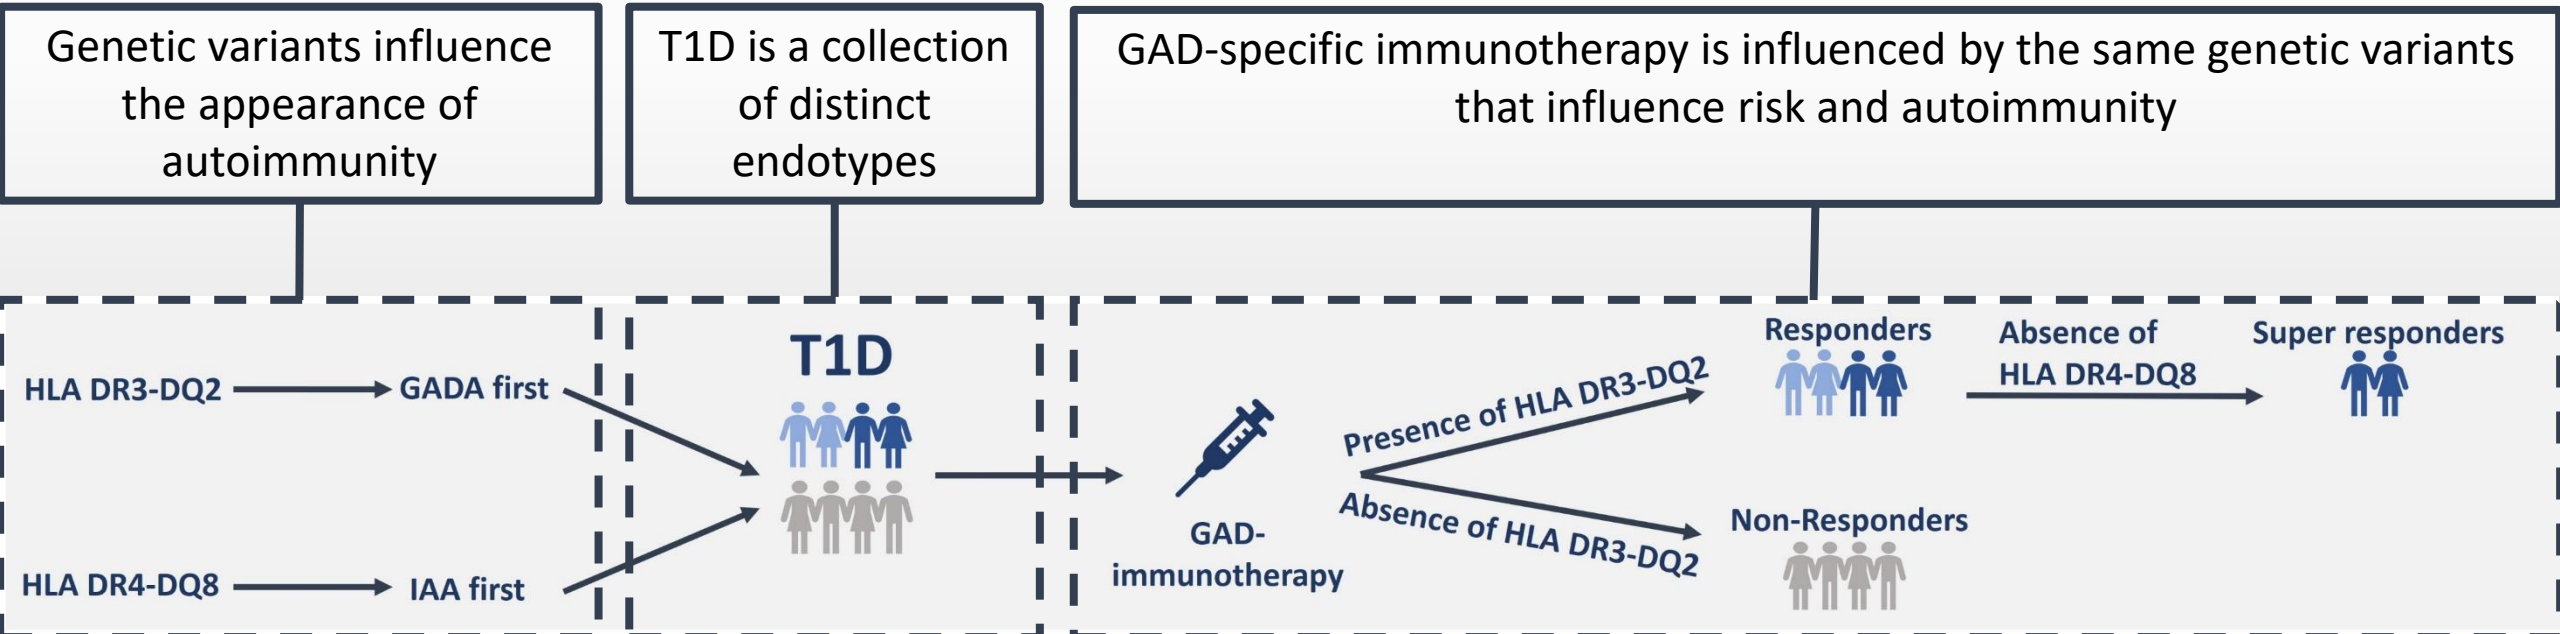 Genetic variants influence
the appearance of
autoimmunity
T1D is a collection
of distinct
endotypes
GAD-specific immunotherapy is influenced by the same genetic variants
that influence risk and autoimmunity
HLA DR3-DQ2
GADA first
HLA DR4-DQ8
IAA first
T1D
GAD-
immunotherapy
Presence of HLA DR3-DQ2
Absence of HLA DR3-DQ2
Responders
Absence of
HLA DR4-DQ8
Super responders
Non-Responders